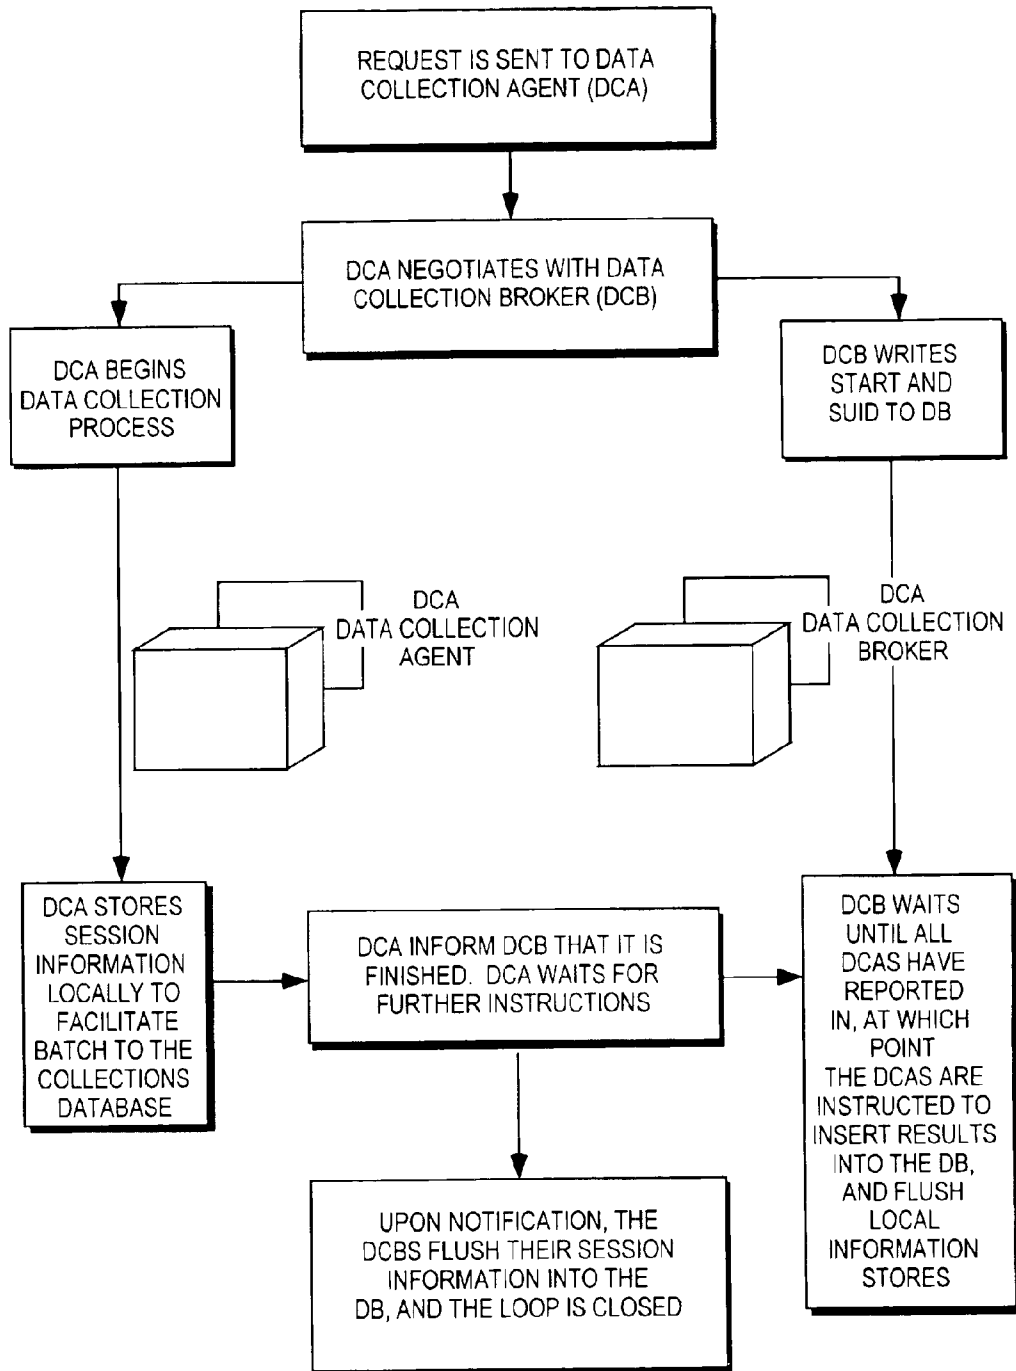 REQUEST IS SENT TO DATA
COLLECTION AGENT (DCA)
DCA NEGOTIATES WITH DATA
COLLECTION BROKER (DCB)
DCA BEGINS
DATA COLLECTION
PROCESS
DCB WRITES
START AND
SUID TO DB
DCA
DATA COLLECTION
AGENT
DCA
DATA COLLECTION
BROKER
DCA STORES
SESSION
INFORMATION
LOCALLY TO
FACILITATE
BATCH TO THE
COLLECTIONS
DATABASE
DCA INFORM DCB THAT IT IS
FINISHED. DCA WAITS FOR
FURTHER INSTRUCTIONS
DCB WAITS
UNTIL ALL
DCAS HAVE
REPORTED
IN, AT WHICH
POINT
THE DCAS ARE
INSTRUCTED TO
INSERT RESULTS
INTO THE DB,
AND FLUSH
LOCAL
INFORMATION
STORES
UPON NOTIFICATION, THE
DCBS FLUSH THEIR SESSION
INFORMATION INTO THE
DB, AND THE LOOP IS CLOSED